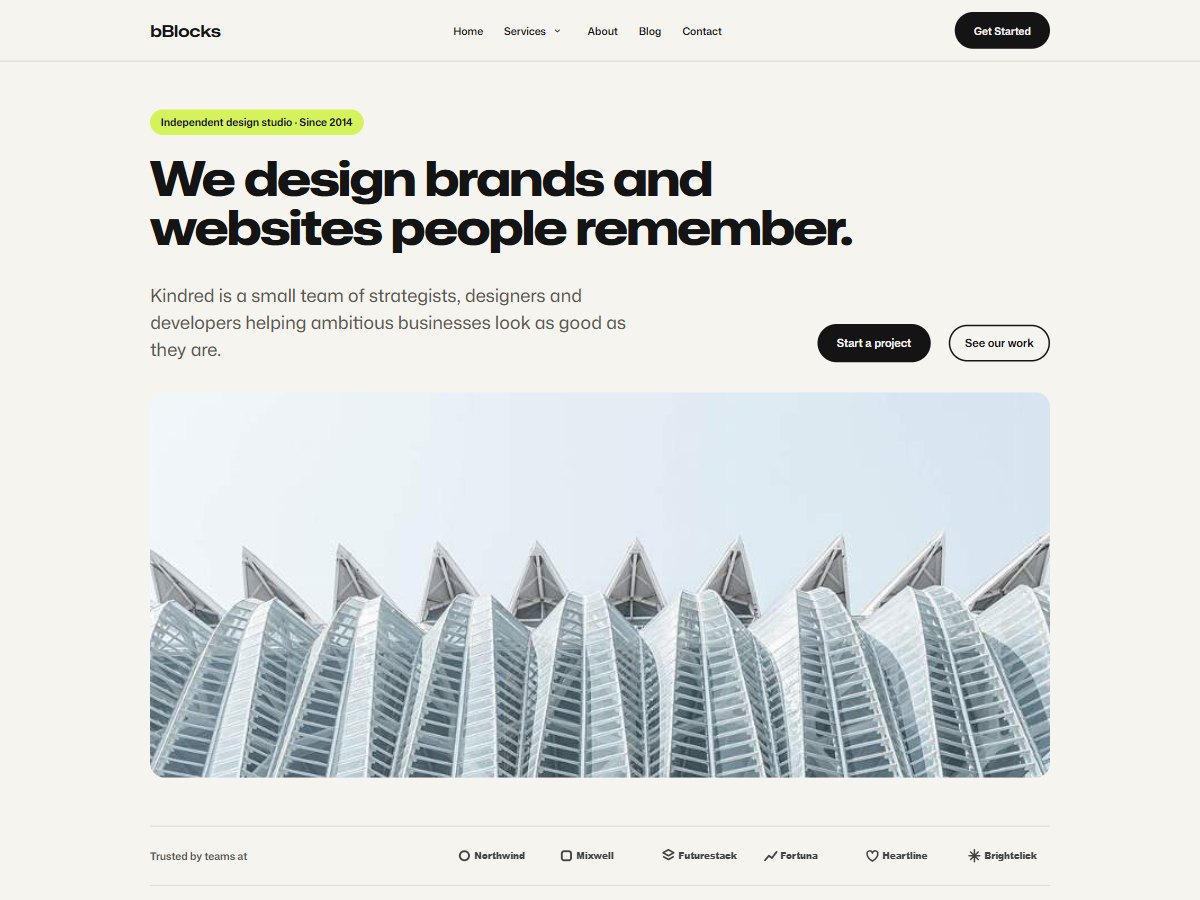 bBlocks
Home Services About Blog Contact
Get Started
Independent design studio · Since 2014
We design brands and
websites people remember.
Kindred is a small team of strategists, designers and
developers helping ambitious businesses look as good as
they are.
Start a project
See our work
Trusted by teams at
Northwind
Mixwell
Futurestack
Fortuna
Heartline
Brightclick